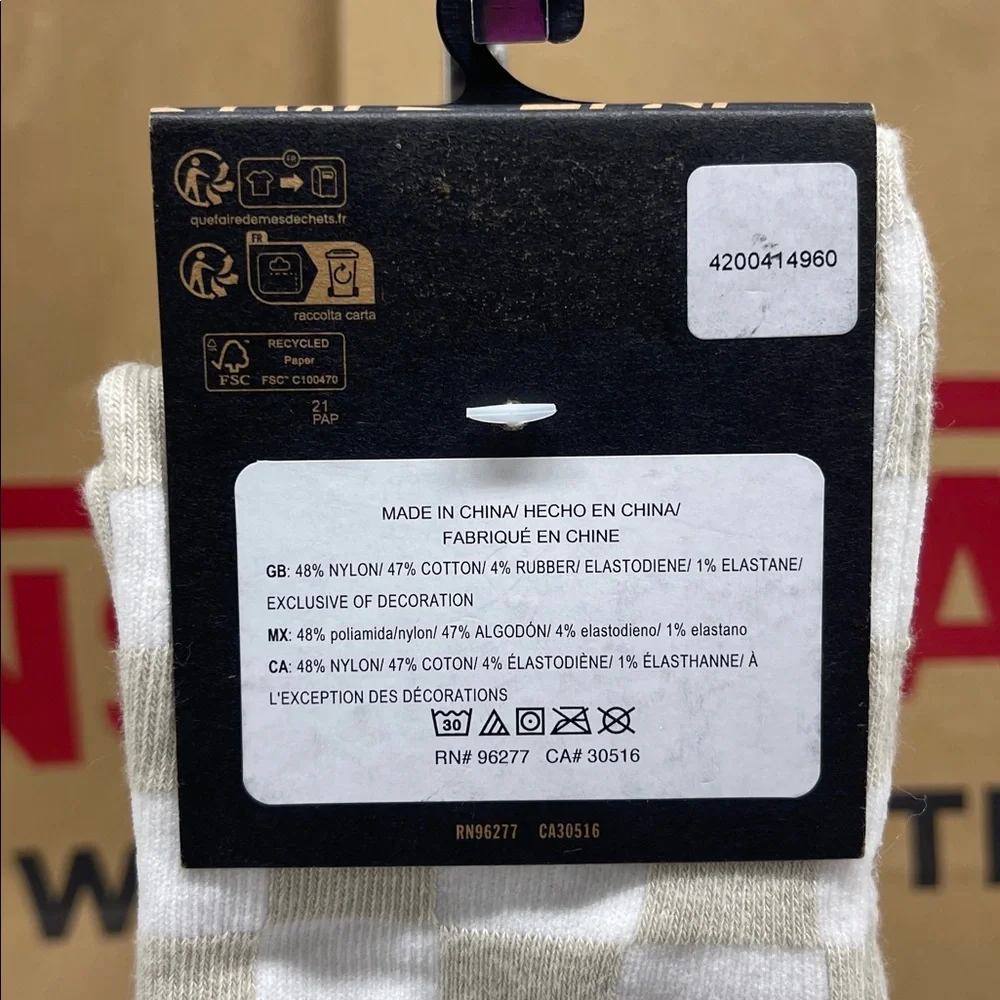 FR
quefairedemesdechets.fr
FR
raccolta carta
RECYCLED
Paper
FSC
FSC™ C100470
21
PAP
4200414960
MADE IN CHINA/ HECHO EN CHINA/
FABRIQUÉ EN CHINE
GB: 48% NYLON/ 47% COTTON/ 4% RUBBER/ ELASTODIENE/ 1% ELASTANE/
EXCLUSIVE OF DECORATION
MX: 48% poliamida/nylon/ 47% ALGODÓN/ 4% elastodieno/ 1% elastano
CA: 48% NYLON/ 47% COTON/ 4% ÉLASTODIÈNE/ 1% ÉLASTHANNE/ À
L'EXCEPTION DES DÉCORATIONS
30
RN# 96277 CA# 30516
RN96277 CA30516